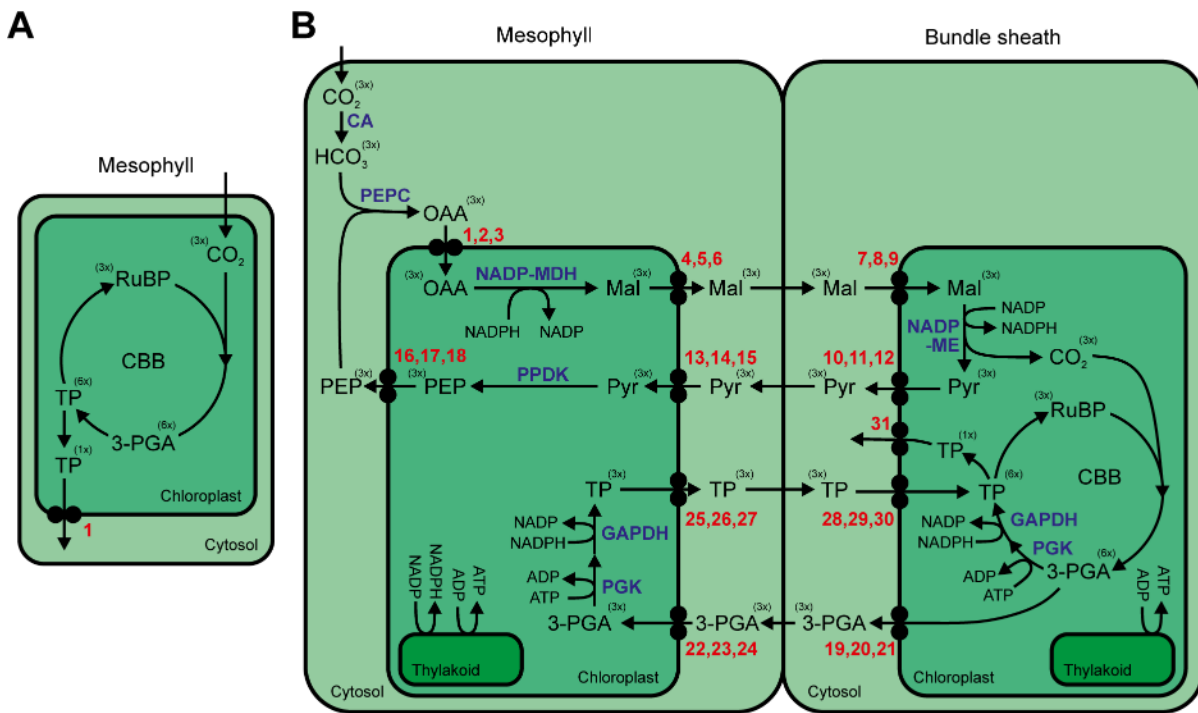 A
B
Mesophyll
Bundle sheath
Mesophyll
(3x)CO2
(3x)RuBP
CBB
TP(6x)
3-PGA(6x)
TP(1x)
Chloroplast
1
Cytosol
CO2(3x)
CA
HCO3(3x)
PEPC
OAA(3x)
1,2,3
4,5,6
7,8,9
(3x)OAA
NADP-MDH
Mal(3x)
Mal(3x)
Mal(3x)
Mal(3x)
NADPH
NADP
NADP
NADPH
NADP
-ME
CO2(3x)
16,17,18
13,14,15
10,11,12
PEP(3x)
(3x)PEP
PPDK
Pyr(3x)
Pyr(3x)
Pyr(3x)
Pyr(3x)
31
TP(1x)
(3x)RuBP
CBB
TP(3x)
TP(3x)
TP(3x)
TP(6x)
25,26,27
28,29,30
NADP
NADPH
GAPDH
NADP
NADPH
GAPDH
PGK
ADP
ATP
PGK
ADP
ATP
3-PGA(6x)
NADP
NADPH
ADP
ATP
ADP
ATP
3-PGA(3x)
3-PGA(3x)
(3x)3-PGA
22,23,24
19,20,21
Thylakoid
Thylakoid
Cytosol
Chloroplast
Cytosol
Chloroplast